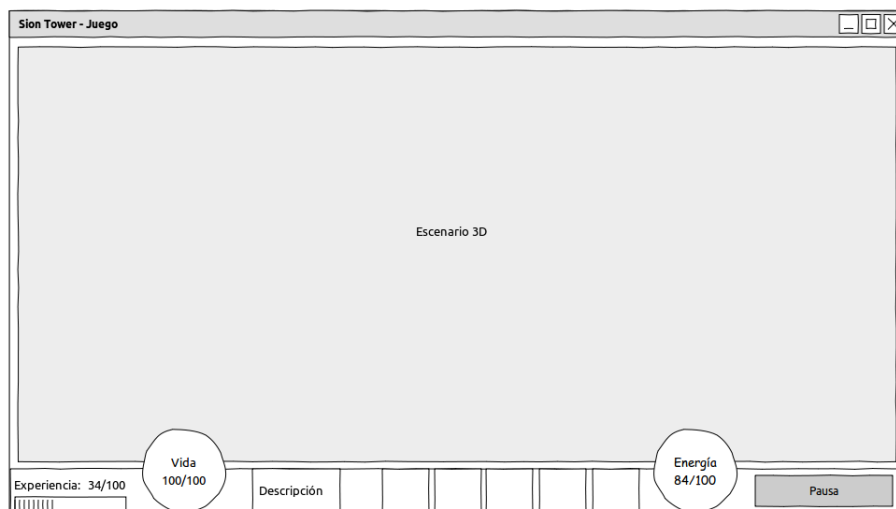 Sion Tower - Juego
Escenario 3D
Vida
100/100
Energía
84/100
Experiencia: 34/100
Descripción
Pausa